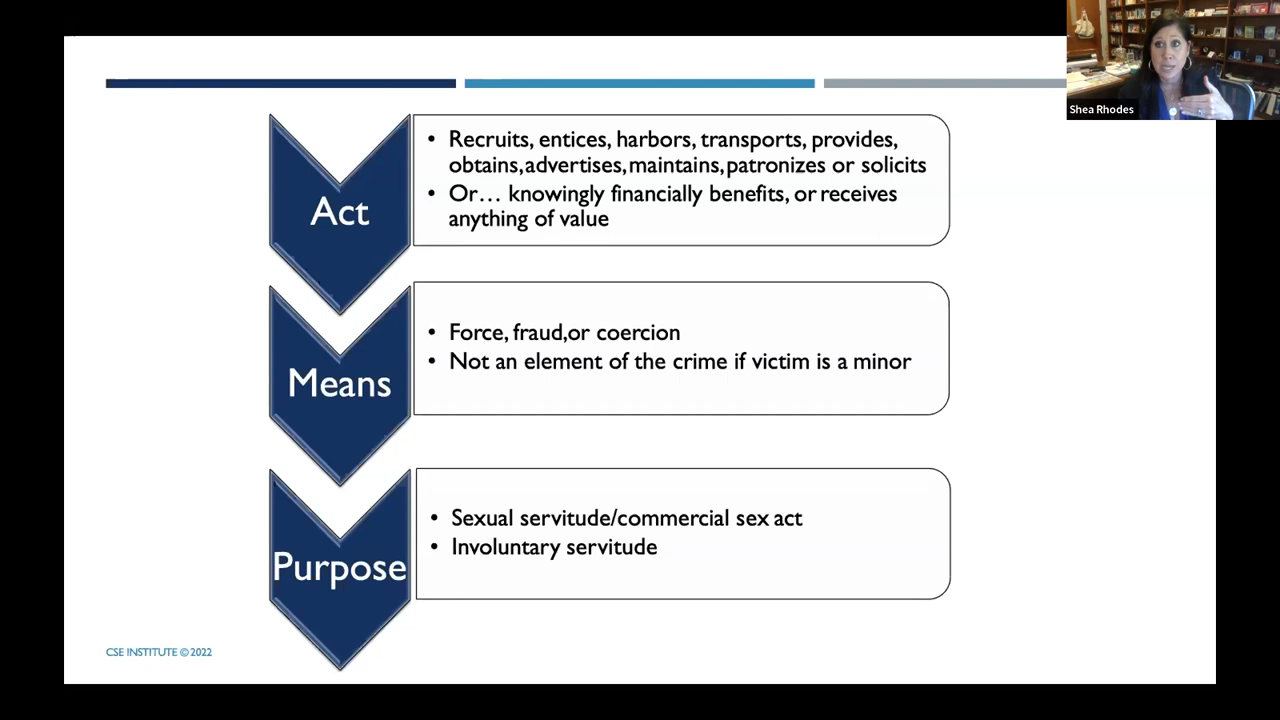 Shea Rhodes
Act
• Recruits, entices, harbors, transports, provides,
obtains,advertises,maintains,patronizes or solicits
• Or… knowingly financially benefits, or receives
anything of value
Means
• Force, fraud,or coercion
• Not an element of the crime if victim is a minor
Purpose
• Sexual servitude/commercial sex act
• Involuntary servitude
CSE INSTITUTE © 2022